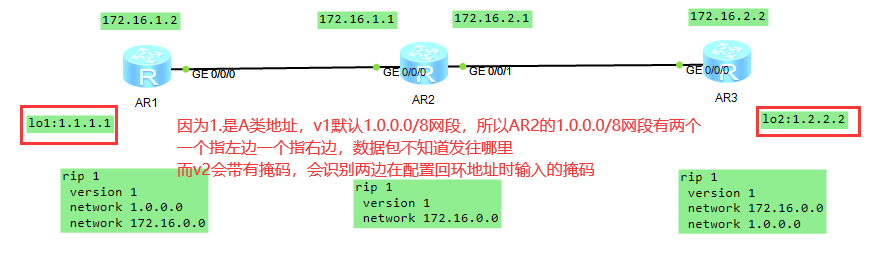 172.16.1.2
172.16.1.1
172.16.2.1
172.16.2.2
GE 0/0/0
GE 0/0/0
GE 0/0/1
GE 0/0/0
AR1
AR2
AR3
lo1:1.1.1.1
lo2:1.2.2.2
因为1.是A类地址，v1默认1.0.0.0/8网段，所以AR2的1.0.0.0/8网段有两个
一个指左边一个指右边，数据包不知道发往哪里
而v2会带有掩码，会识别两边在配置回环地址时输入的掩码
rip 1
version 1
network 1.0.0.0
network 172.16.0.0
rip 1
version 1
network 172.16.0.0
rip 1
version 1
network 172.16.0.0
network 1.0.0.0